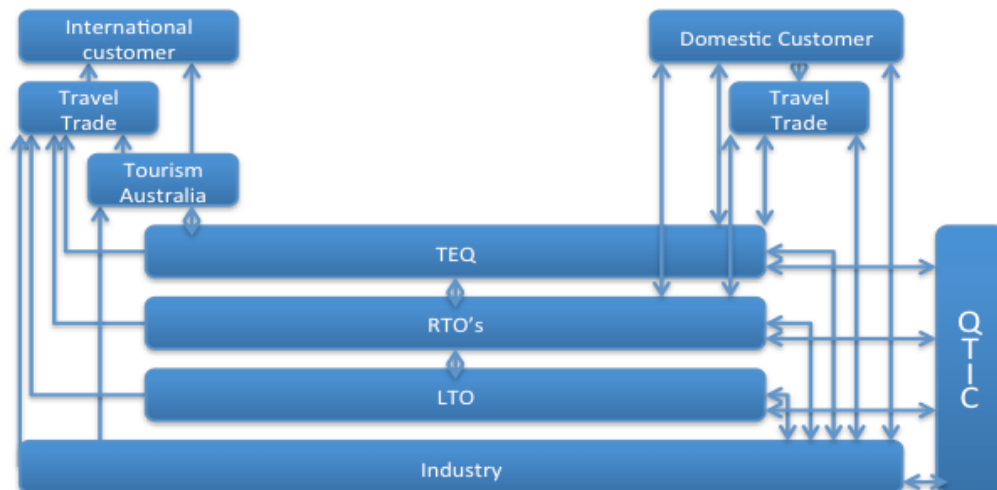 International
customer
Domestic Customer
Travel
Trade
Travel
Trade
Tourism
Australia
TEQ
RTO's
LTO
Industry
Q
T
I
C